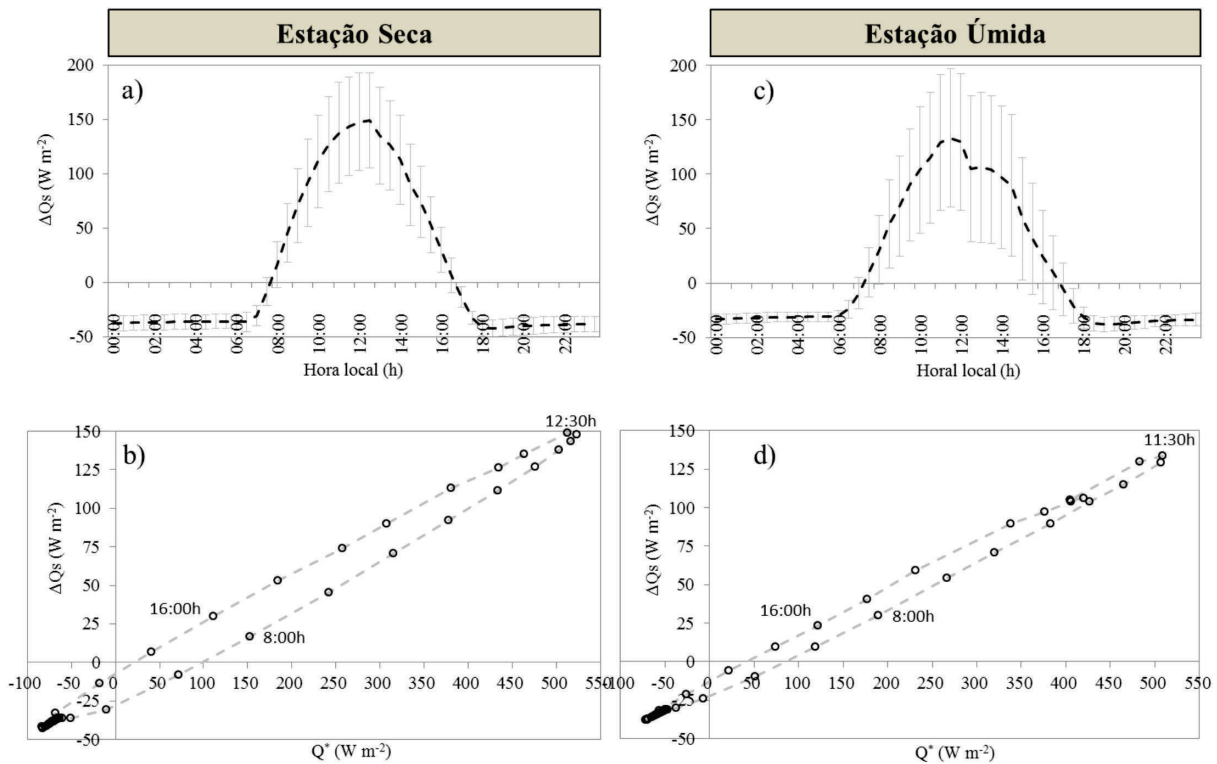 Estação Seca
Estação Úmida
a)
200
150
100
50
0
-50
ΔQs (W m-2)
00:00
02:00
04:00
06:00
08:00
10:00
12:00
14:00
16:00
18:00
20:00
22:00
Hora local (h)
c)
200
150
100
50
0
-50
ΔQs (W m-2)
00:00
02:00
04:00
06:00
08:00
10:00
12:00
14:00
16:00
18:00
20:00
22:00
Horal local (h)
b)
150
125
100
75
50
25
0
-25
-50
ΔQs (W m-2)
12:30h
16:00h
8:00h
-100 -50 0 50 100 150 200 250 300 350 400 450 500 550
Q* (W m-2)
d)
150
125
100
75
50
25
0
-25
-50
ΔQs (W m-2)
11:30h
16:00h
8:00h
-100 -50 0 50 100 150 200 250 300 350 400 450 500 550
Q* (W m-2)